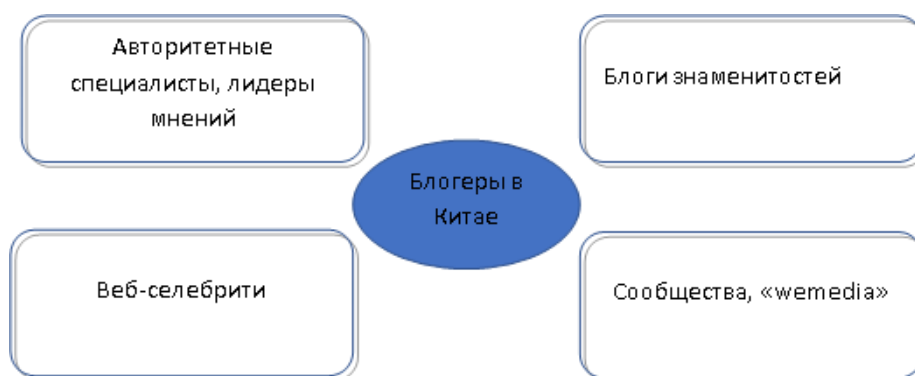 Авторитетные
специалисты, лидеры
мнений
Блоги знаменитостей
Блогеры в
Китае
Веб-селебрити
Сообщества, «wemedia»